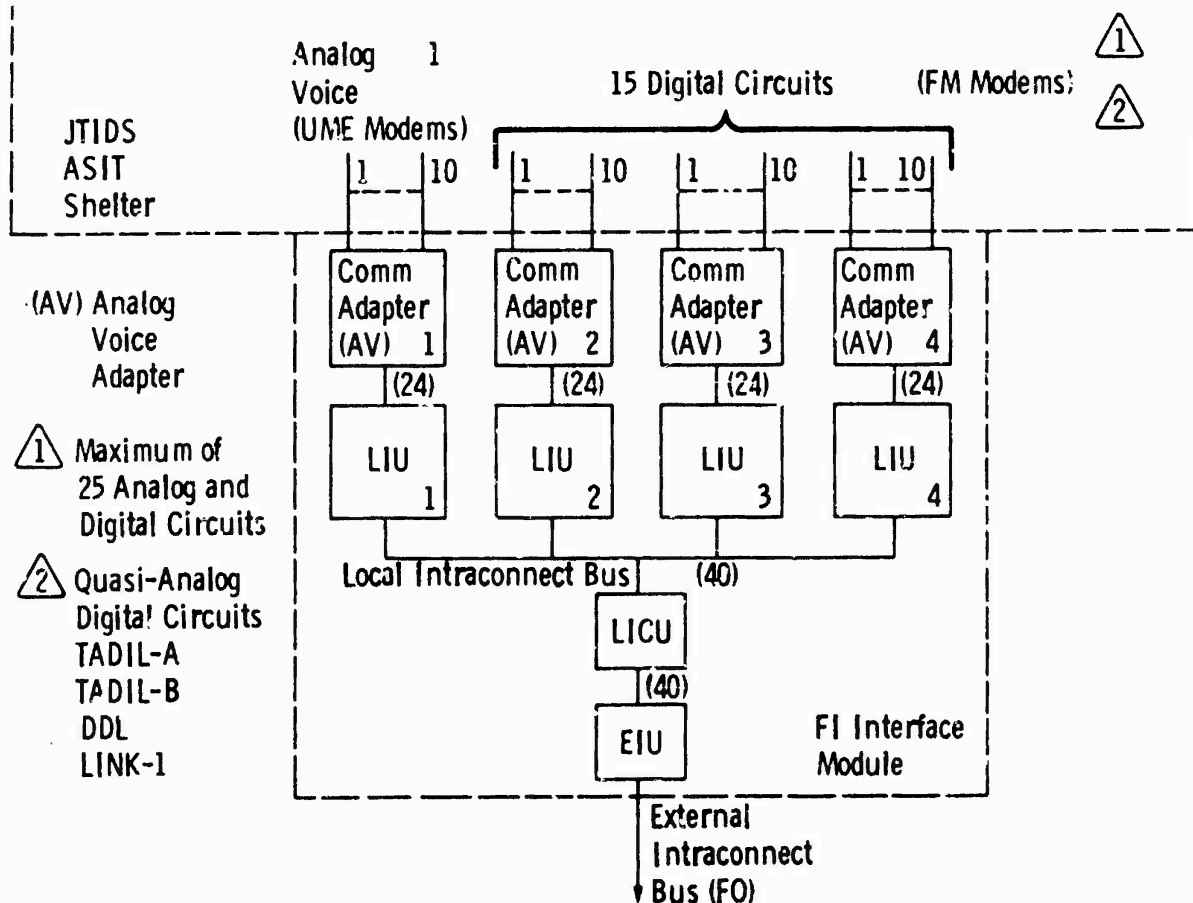 Analog 1
Voice
(UME Modems)
15 Digital Circuits
(FM Modems)
1
2
JTIDS
ASIT
Shelter
1 10
1 10
1 10
1 10
Comm
Adapter
(AV) 1
Comm
Adapter
(AV) 2
Comm
Adapter
(AV) 3
Comm
Adapter
(AV) 4
(AV) Analog
Voice
Adapter
(24)
(24)
(24)
(24)
LIU
1
LIU
2
LIU
3
LIU
4
1 Maximum of
25 Analog and
Digital Circuits
Local Intraconnect Bus (40)
2 Quasi-Analog
Digital Circuits
TADIL-A
TADIL-B
DDL
LINK-1
LICU
(40)
EIU
FI Interface
Module
External
Intraconnect
Bus (FO)